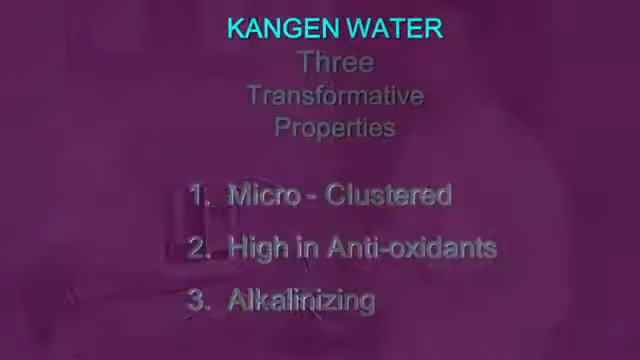 KANGEN WATER
Three
Transformative
Properties
1. Micro - Clustered
2. High in Anti-oxidants
3. Alkalinizing